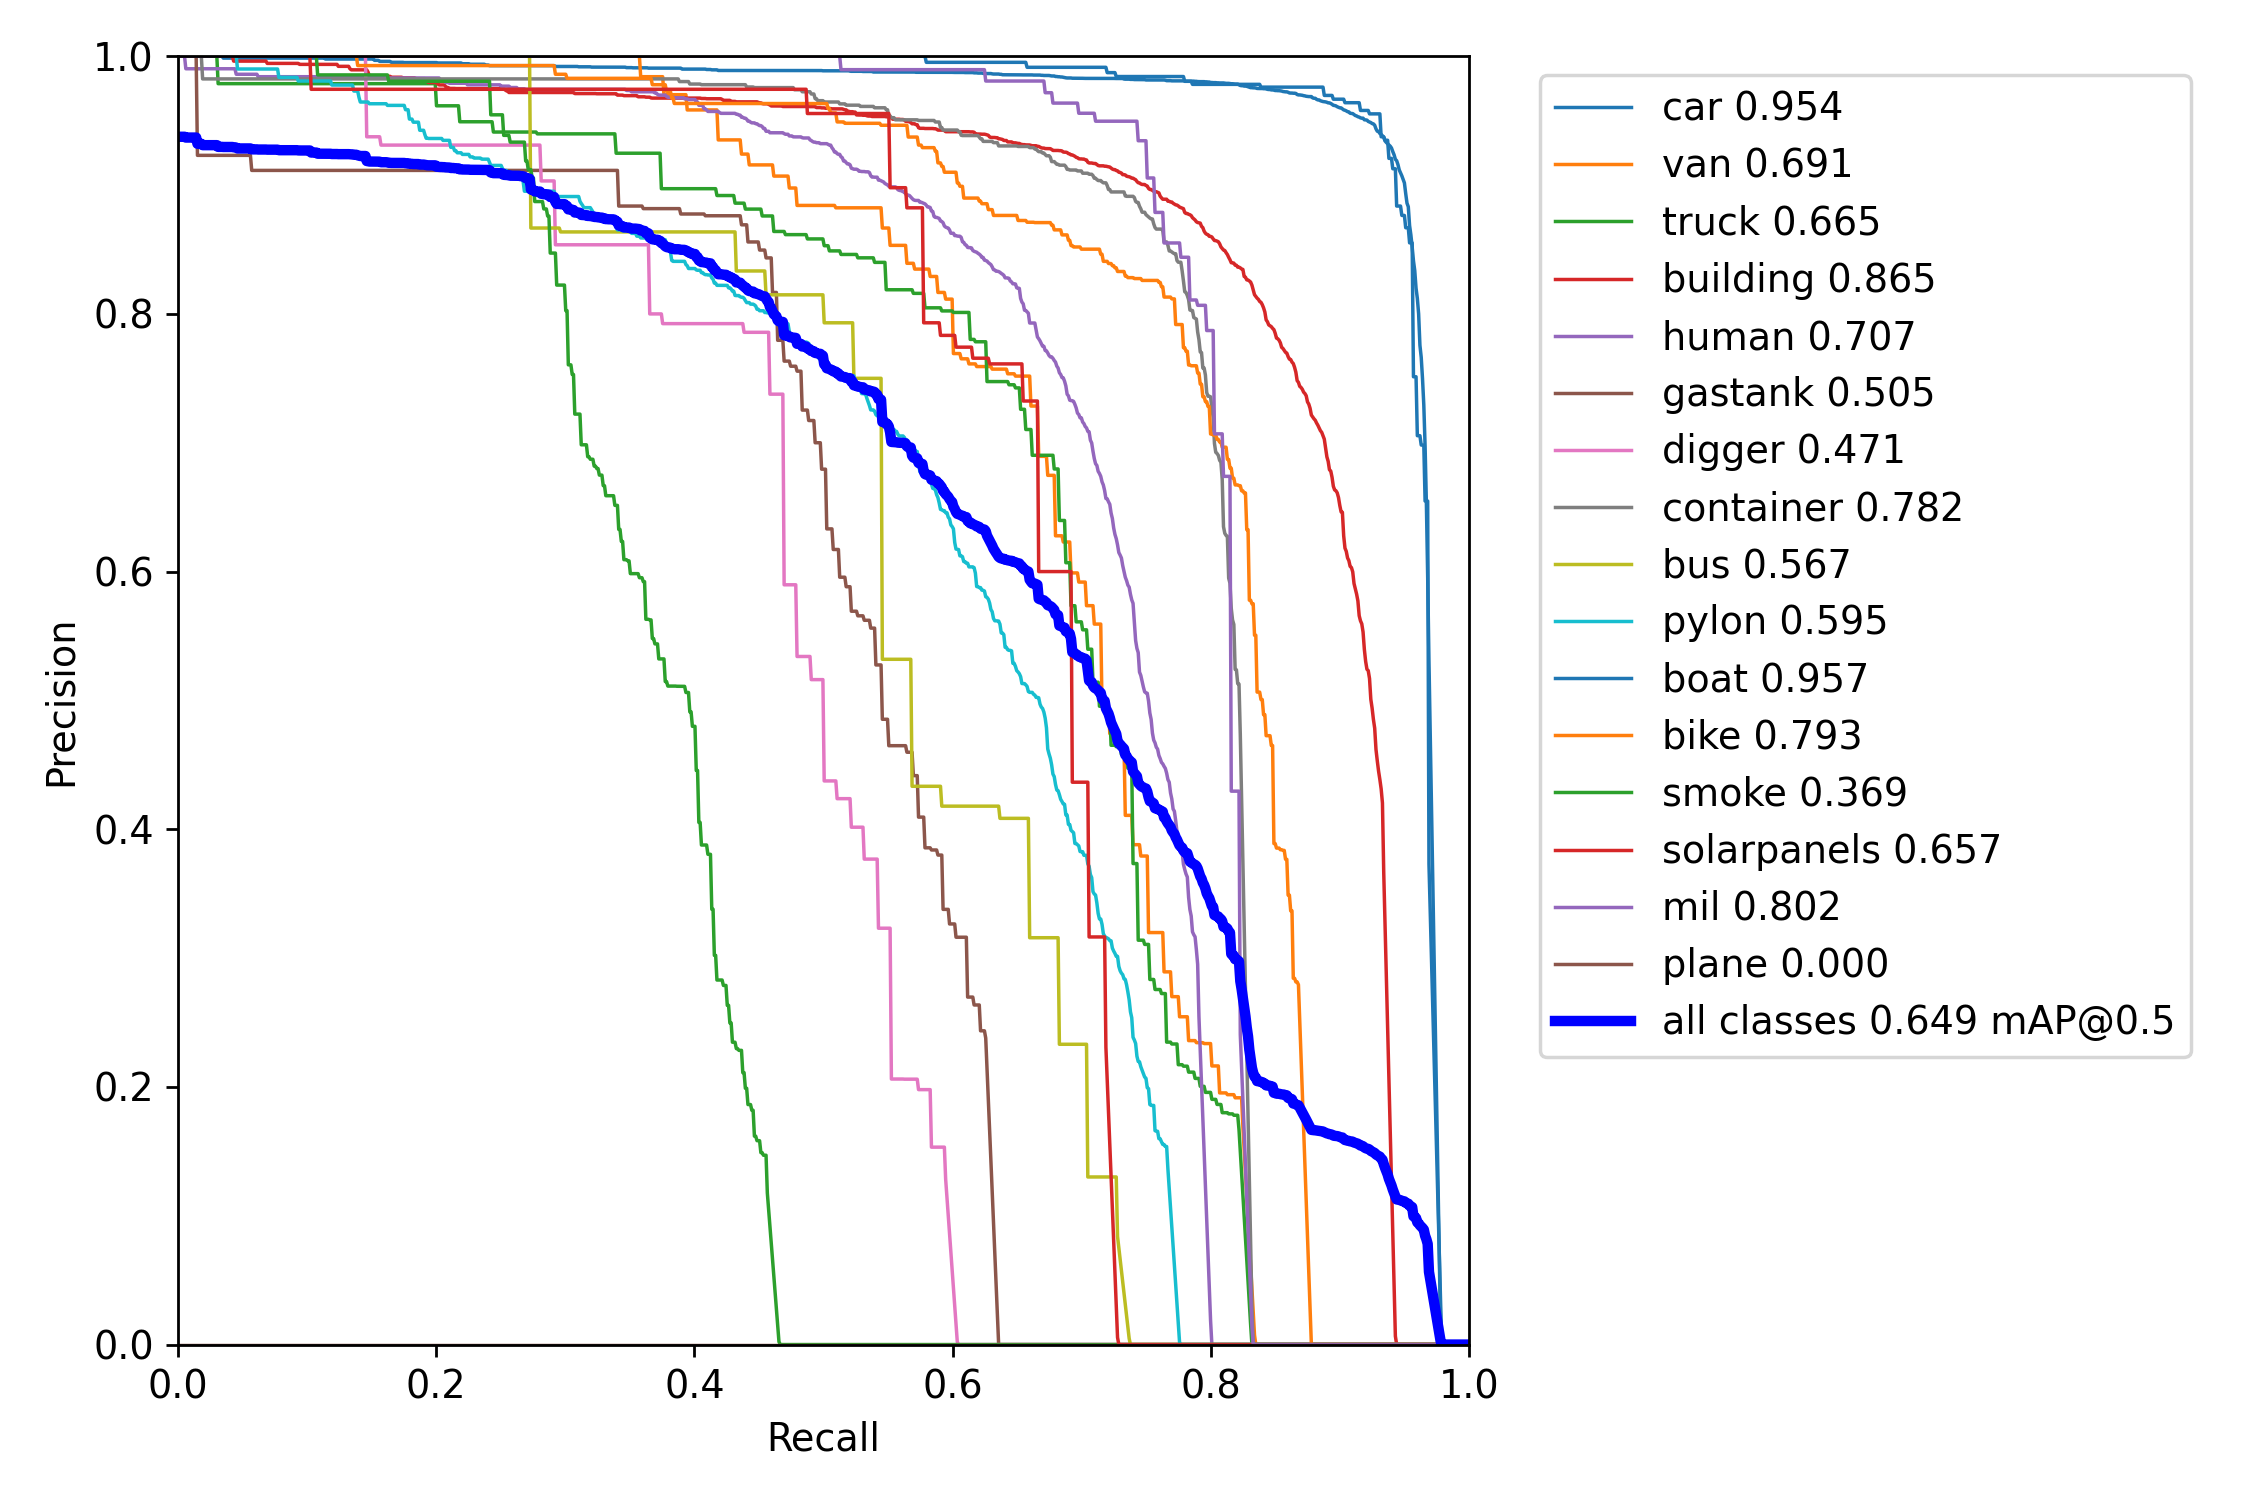 1.0
0.8
0.6
0.4
0.2
0.0
Precision
0.0 0.2 0.4 0.6 0.8 1.0
Recall
car 0.954
van 0.691
truck 0.665
building 0.865
human 0.707
gastank 0.505
digger 0.471
container 0.782
bus 0.567
pylon 0.595
boat 0.957
bike 0.793
smoke 0.369
solarpanels 0.657
mil 0.802
plane 0.000
all classes 0.649 mAP@0.5